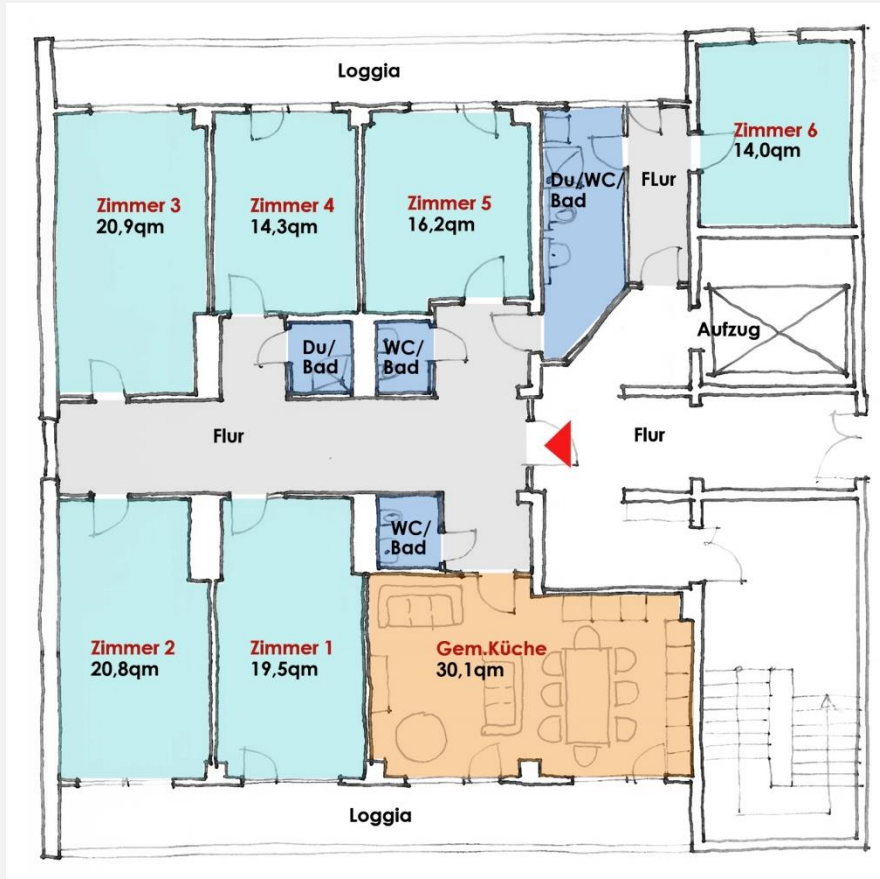 Loggia
Zimmer 6
14,0qm
Zimmer 3
20,9qm
Zimmer 4
14,3qm
Zimmer 5
16,2qm
Du/WC/
Bad
FLur
Du/
Bad
WC/
Bad
Aufzug
Flur
Flur
WC/
Bad
Zimmer 2
20,8qm
Zimmer 1
19,5qm
Gem.Küche
30,1qm
Loggia